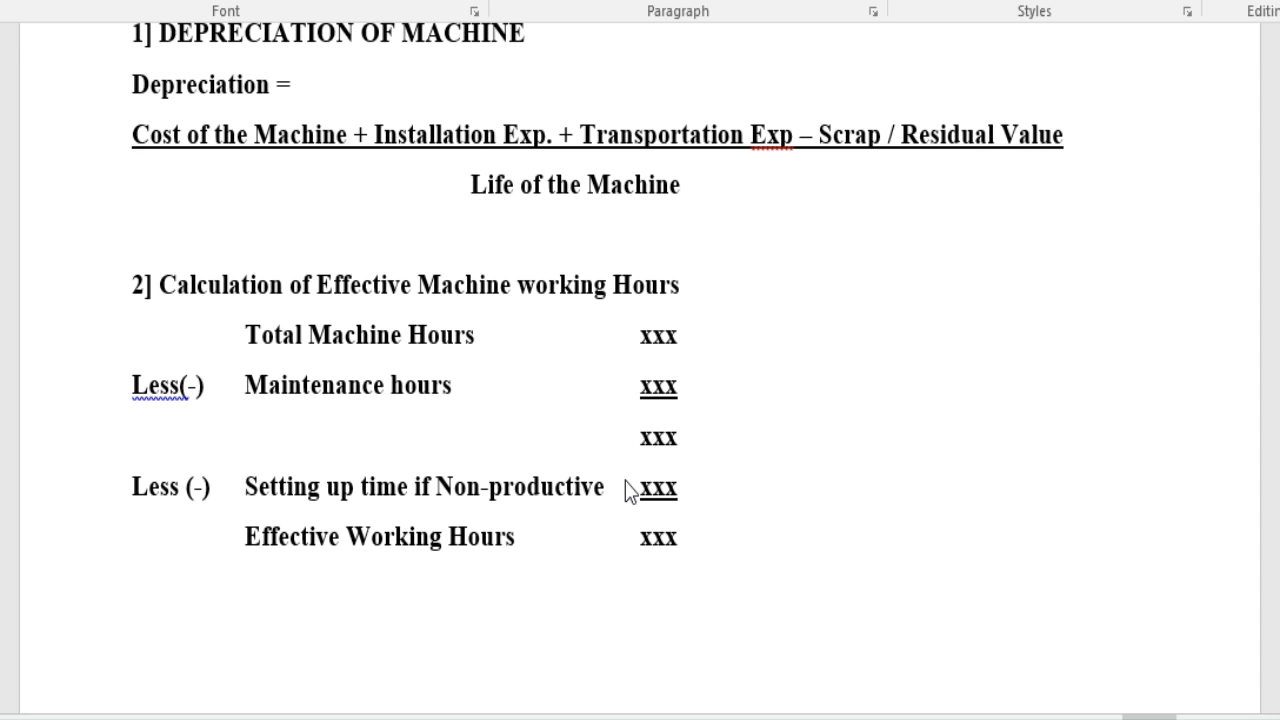 Font Paragraph Styles Editin
1] DEPRECIATION OF MACHINE
Depreciation =
Cost of the Machine + Installation Exp. + Transportation Exp – Scrap / Residual Value
Life of the Machine
2] Calculation of Effective Machine working Hours
Total Machine Hours xxx
Less(-) Maintenance hours xxx
xxx
Less (-) Setting up time if Non-productive xxx
Effective Working Hours xxx